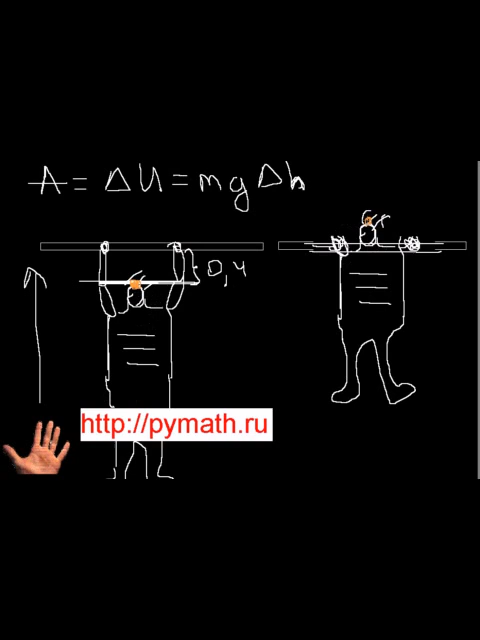 A = ΔU = mgΔh
0,4
http://pymath.ru